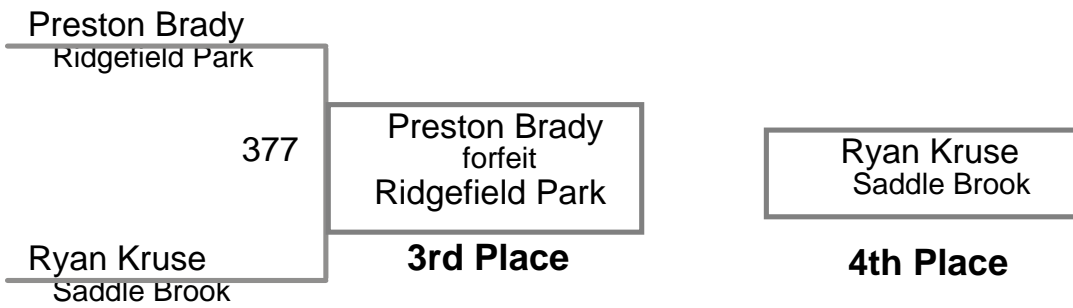 Preston Brady
Ridgefield Park
377
Preston Brady
forfeit
Ridgefield Park
3rd Place
Ryan Kruse
Saddle Brook
4th Place
Ryan Kruse
Saddle Brook